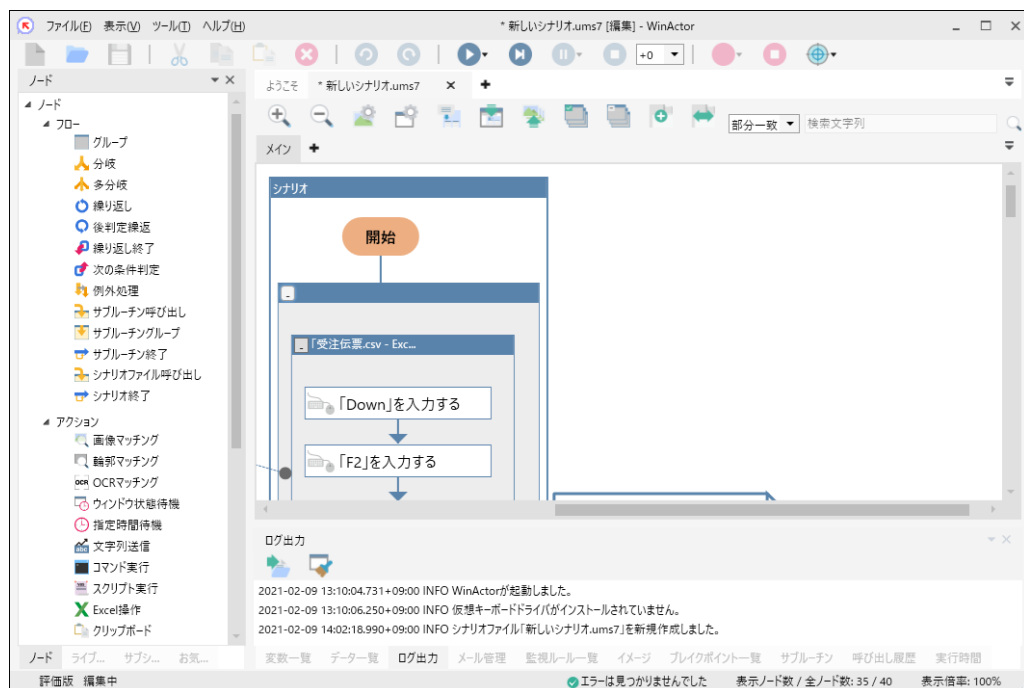 * 新しいシナリオ.ums7 [編集] - WinActor
ファイル(F) 表示(V) ツール(T) ヘルプ(H)
+0
ノード
ノード
フロー
グループ
分岐
多分岐
繰り返し
後判定繰返
繰り返し終了
次の条件判定
例外処理
サブルーチン呼び出し
サブルーチングループ
サブルーチン終了
シナリオファイル呼び出し
シナリオ終了
アクション
画像マッチング
輪郭マッチング
OCR OCRマッチング
ウィンドウ状態待機
指定時間待機
文字列送信
コマンド実行
スクリプト実行
Excel操作
クリップボード
ノード ライブ... サブシ... お気...
ようこそ * 新しいシナリオ.ums7
部分一致 検索文字列
メイン
シナリオ
開始
「受注伝票.csv - Exc...
「Down」を入力する
「F2」を入力する
ログ出力
2021-02-09 13:10:04.731+09:00 INFO WinActorが起動しました。
2021-02-09 13:10:06.250+09:00 INFO 仮想キーボードドライバがインストールされていません。
2021-02-09 14:02:18.990+09:00 INFO シナリオファイル「新しいシナリオ.ums7」を新規作成しました。
変数一覧 データ一覧 ログ出力 メール管理 監視ルール一覧 イメージ ブレイクポイント一覧 サブルーチン 呼び出し履歴 実行時間
評価版 編集中 エラーは見つかりませんでした 表示ノード数 / 全ノード数: 35 / 40 表示倍率: 100%